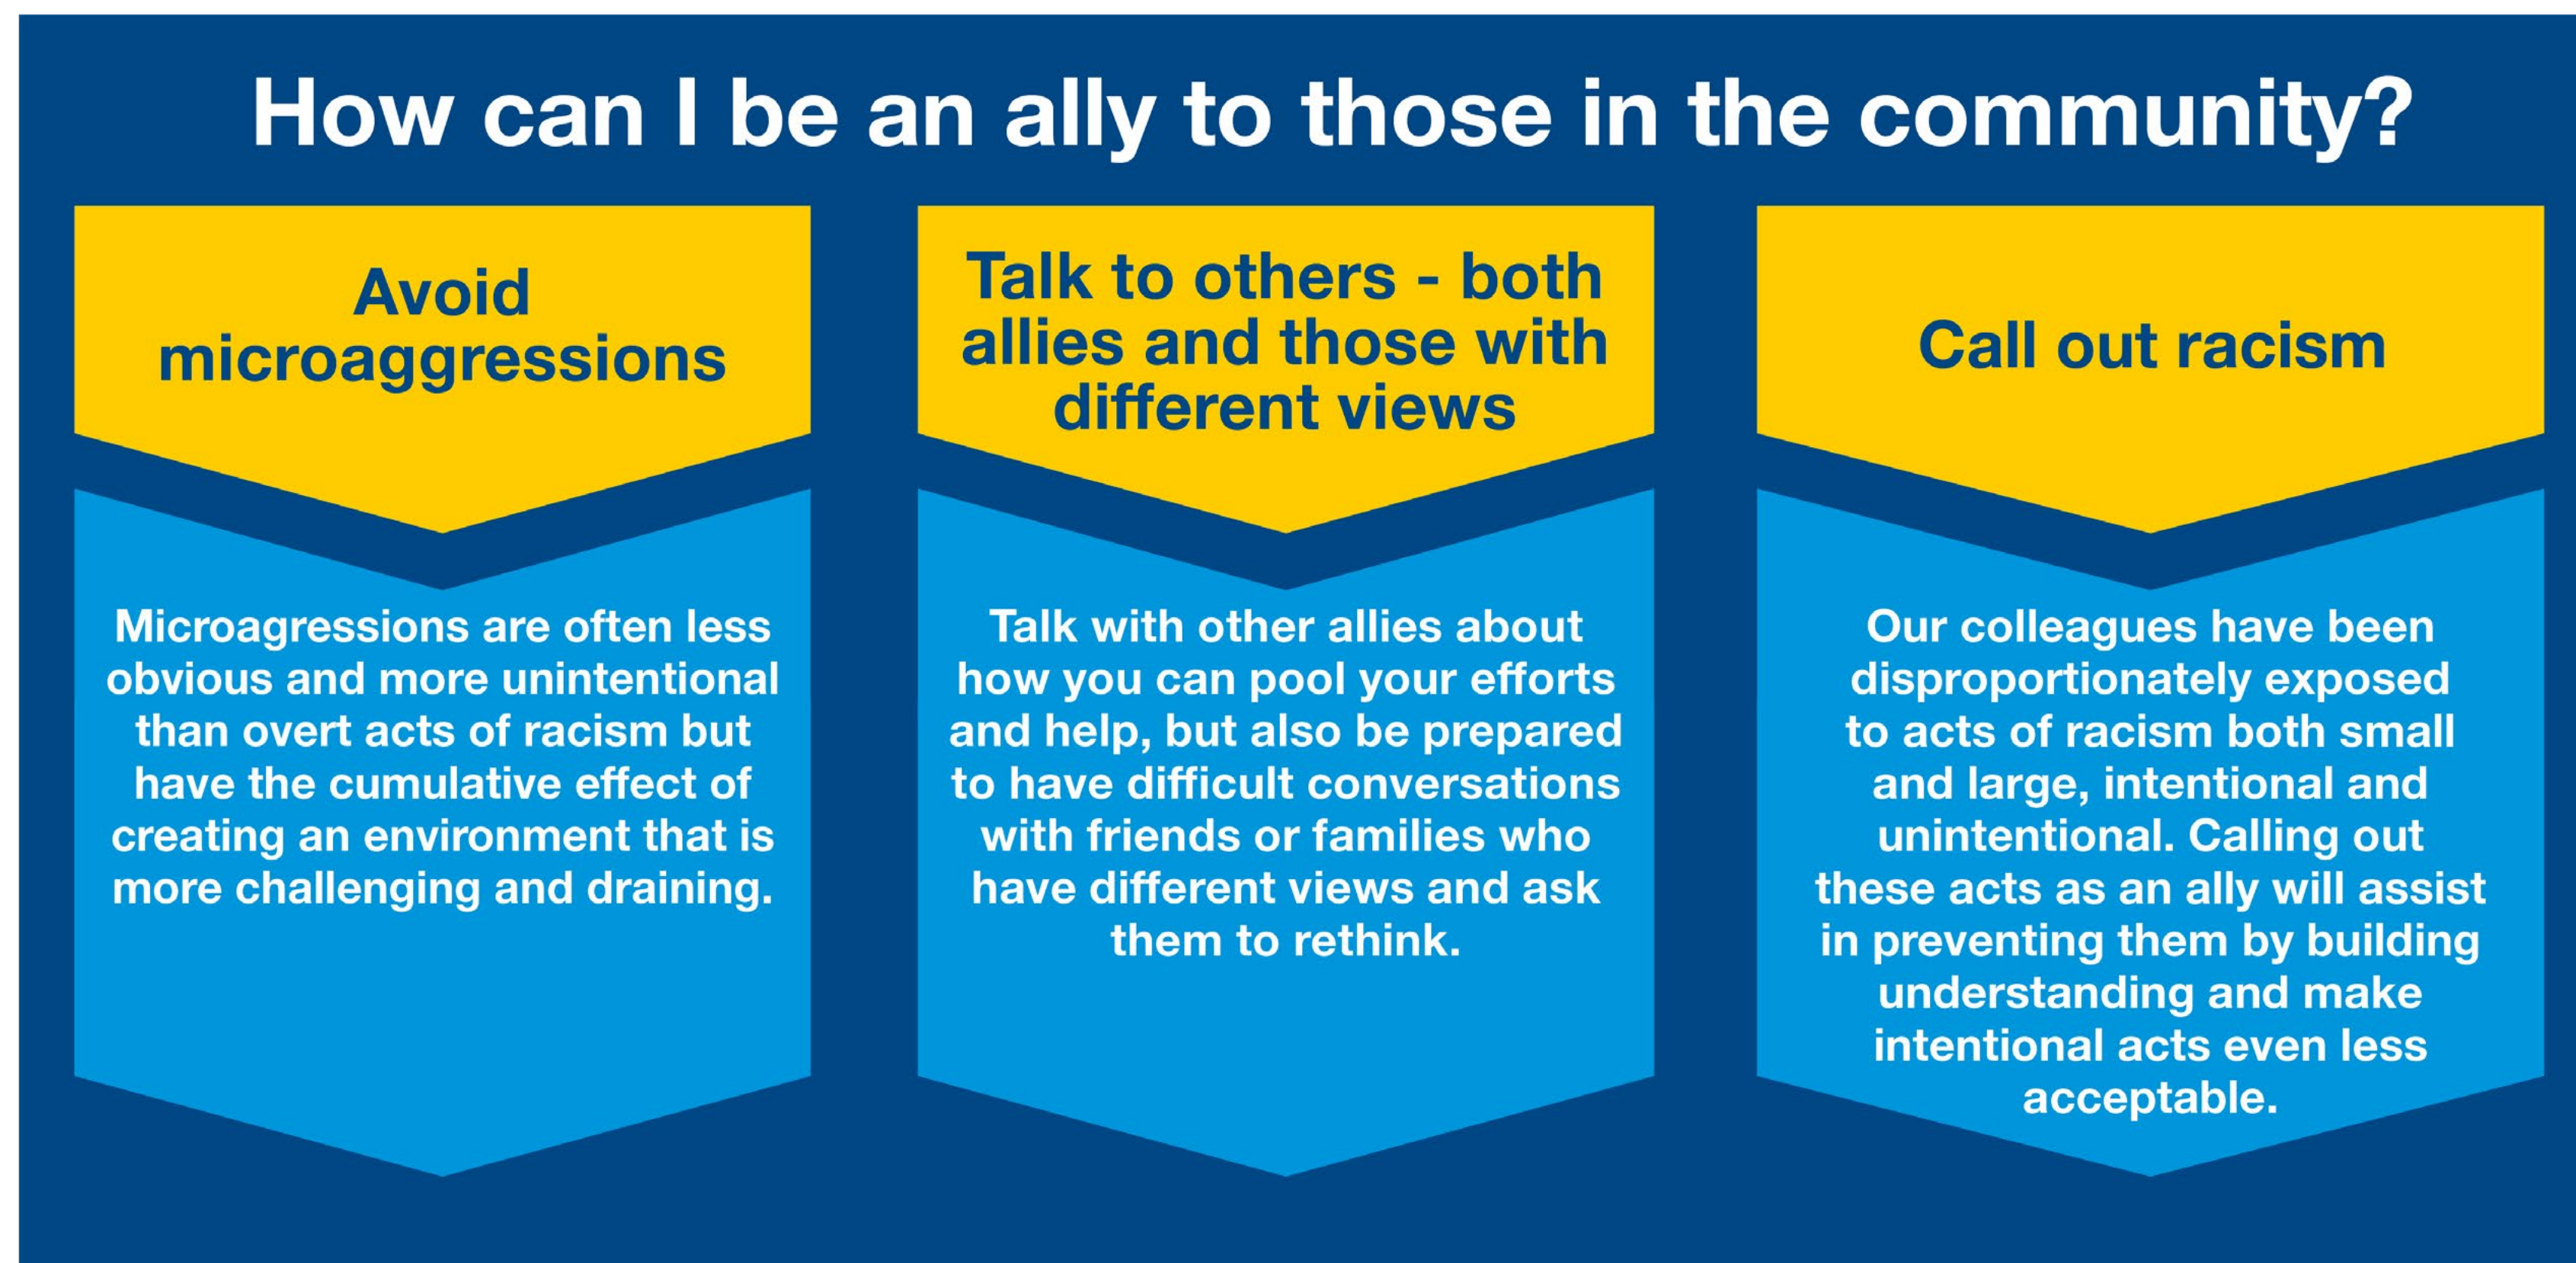 How can I be an ally to those in the community?
Avoid
microaggressions
Microagressions are often less
obvious and more unintentional
than overt acts of racism but
have the cumulative effect of
creating an environment that is
more challenging and draining.
Talk to others - both
allies and those with
different views
Talk with other allies about
how you can pool your efforts
and help, but also be prepared
to have difficult conversations
with friends or families who
have different views and ask
them to rethink.
Call out racism
Our colleagues have been
disproportionately exposed
to acts of racism both small
and large, intentional and
unintentional. Calling out
these acts as an ally will assist
in preventing them by building
understanding and make
intentional acts even less
acceptable.